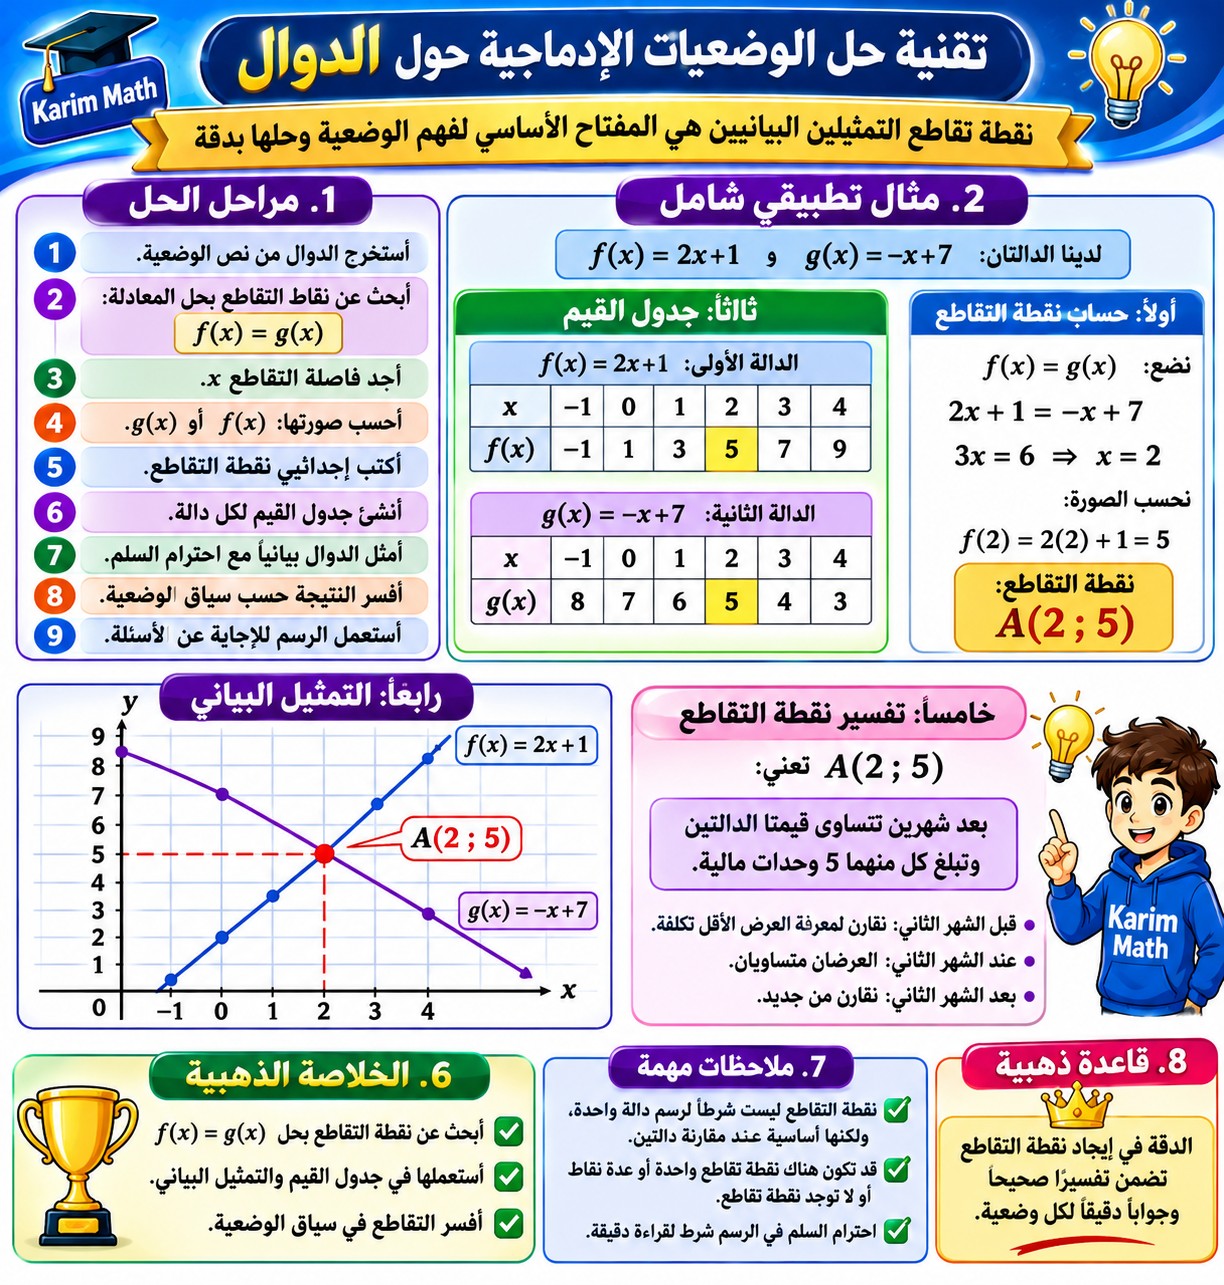 Karim Math
تقنية حل الوضعيات الإدماجية حول الدوال
نقطة تقاطع التمثيلين البيانيين هي المفتاح الأساسي لفهم الوضعية وحلها بدقة
1. مراحل الحل
1 أستخرج الدوال من نص الوضعية.
2 أبحث عن نقاط التقاطع بحل المعادلة:
f(x) = g(x)
3 أجد فاصلة التقاطع x.
4 أحسب صورتها: f(x) أو g(x).
5 أكتب إجداثيي نقطة التقاطع.
6 أنشئ جدول القيم لكل دالة.
7 أمثل الدوال بيانياً مع احترام السلم.
8 أفسر النتيجة حسب سياق الوضعية.
9 أستعمل الرسم للإجاية عن الأسئلة.
2. مثال تطبيقي شامل
لدينا الدالتان: g(x) = −x+7 و f(x) = 2x+1
أولاً: حساب نقطة التقاطع
نضع: f(x) = g(x)
2x + 1 = −x + 7
3x = 6 ⇒ x = 2
نحسب الصورة:
f(2) = 2(2) + 1 = 5
نقطة التقاطع:
A(2 ; 5)
ثااثاً: جدول القيم
الدالة الأولى: f(x) = 2x+1
x −1 0 1 2 3 4
f(x) −1 1 3 5 7 9
الدالة الثانية: g(x) = −x+7
x −1 0 1 2 3 4
g(x) 8 7 6 5 4 3
رابعاً: التمثيل البياني
y
9
8
7
6
5
4
3
2
1
0 −1 0 1 2 3 4
x
f(x) = 2x+1
A(2 ; 5)
g(x) = −x+7
خامساً: تفسير نقطة التقاطع
A(2 ; 5) تعني:
بعد شهرين تتساوى قيمتا الدالتين
وتبلغ كل منهما 5 وحدات مالية.
• قبل الشهر الثاني: نقارن لمعرفة العرض الأقل تكلفة.
• عند الشهر الثاني: العرضان متساويان.
• بعد الشهر الثاني: نقارن من جديد.
Karim
Math
6. الخلاصة الذهبية
أبحث عن نقطة التقاطع بحل f(x) = g(x)
أستعملها في جدول القيم والتمثيل البياني.
أفسر التقاطع في سياق الوضعية.
7. ملاحظات مهمة
نقطة التقاطع ليست شرطاً لرسم دالة واحدة،
ولكنها أساسية عند مقارنة دالتين.
قد تكون هناك نقطة تقاطع واحدة أو عدة نقاط
أو لا توجد نقطة تقاطع.
احترام السلم في الرسم شرط لقراءة دقيقة.
8. قاعدة ذهبية
الدقة في إيجاد نقطة التقاطع
تضمن تفسيرًا صحيحاً
وجواباً دقيقاً لكل وضعية.